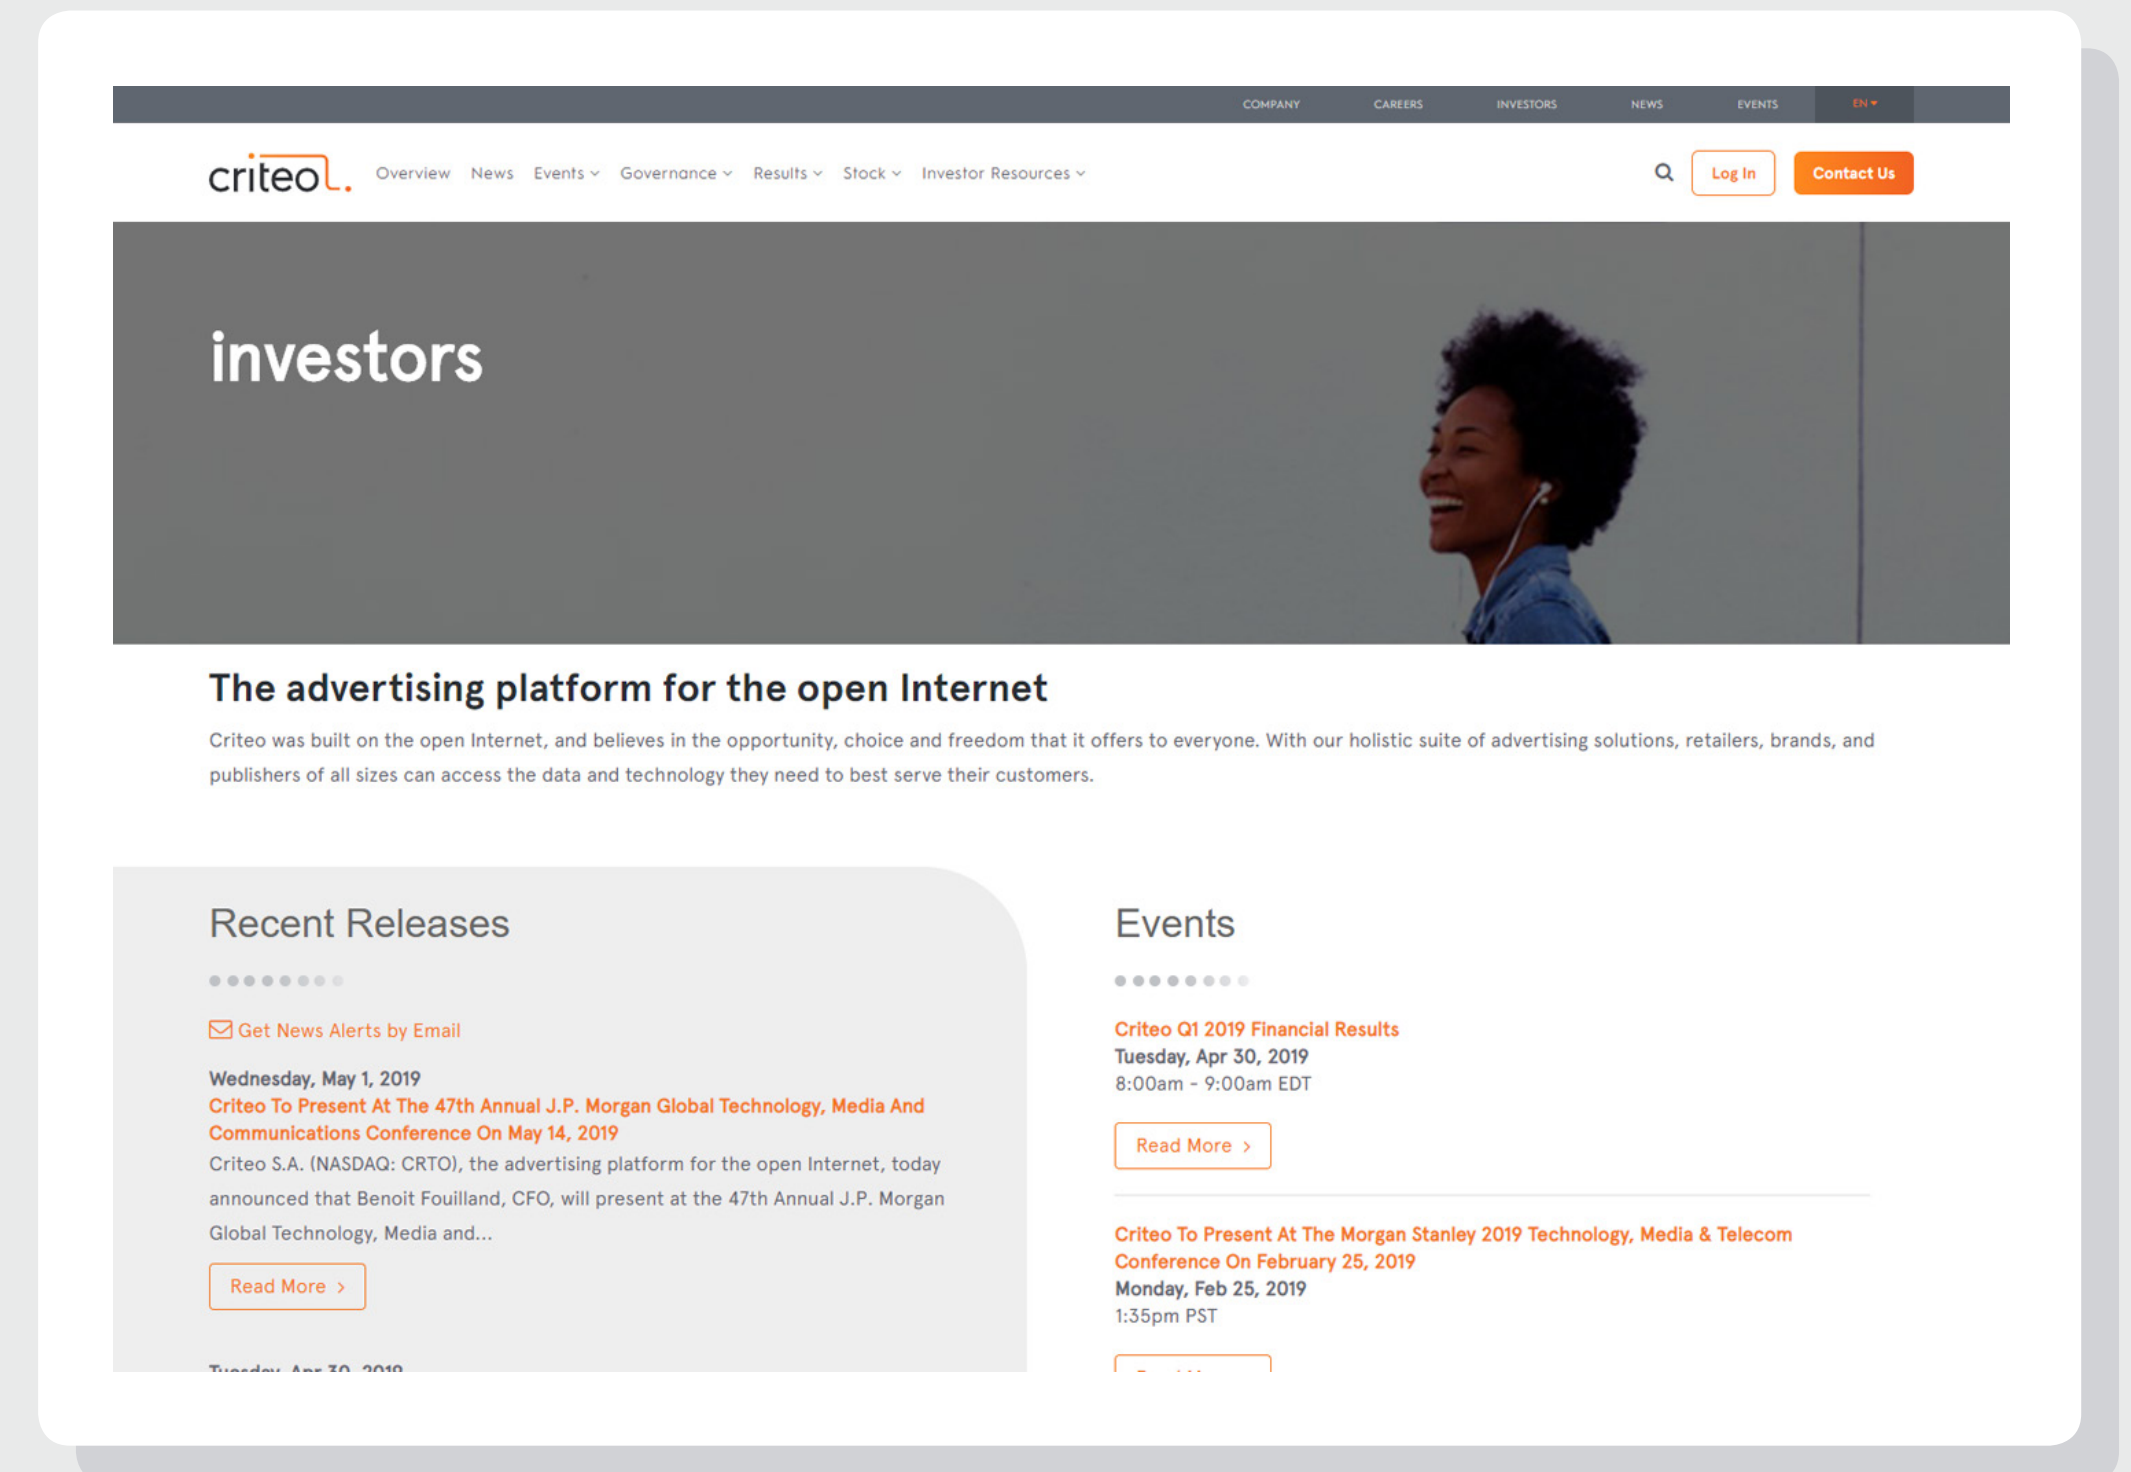 COMPANY CAREERS INVESTORS NEWS EVENTS EN
criteo. Overview News Events Governance Results Stock Investor Resources Log In Contact Us
investors
The advertising platform for the open Internet
Criteo was built on the open Internet, and believes in the opportunity, choice and freedom that it offers to everyone. With our holistic suite of advertising solutions, retailers, brands, and
publishers of all sizes can access the data and technology they need to best serve their customers.
Recent Releases
Get News Alerts by Email
Wednesday, May 1, 2019
Criteo To Present At The 47th Annual J.P. Morgan Global Technology, Media And
Communications Conference On May 14, 2019
Criteo S.A. (NASDAQ: CRTO), the advertising platform for the open Internet, today
announced that Benoit Fouilland, CFO, will present at the 47th Annual J.P. Morgan
Global Technology, Media and...
Read More >
Tuesday, Apr 30, 2019
Events
Criteo Q1 2019 Financial Results
Tuesday, Apr 30, 2019
8:00am - 9:00am EDT
Read More >
Criteo To Present At The Morgan Stanley 2019 Technology, Media & Telecom
Conference On February 25, 2019
Monday, Feb 25, 2019
1:35pm PST